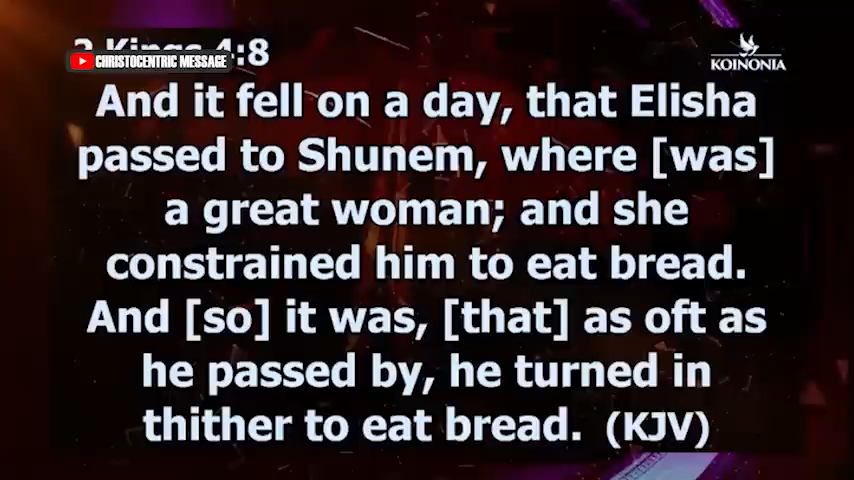 2 Kings 4:8
CHRISTOCENTRIC MESSAGE
KOINONIA
And it fell on a day, that Elisha
passed to Shunem, where [was]
a great woman; and she
constrained him to eat bread.
And [so] it was, [that] as oft as
he passed by, he turned in
thither to eat bread. (KJV)